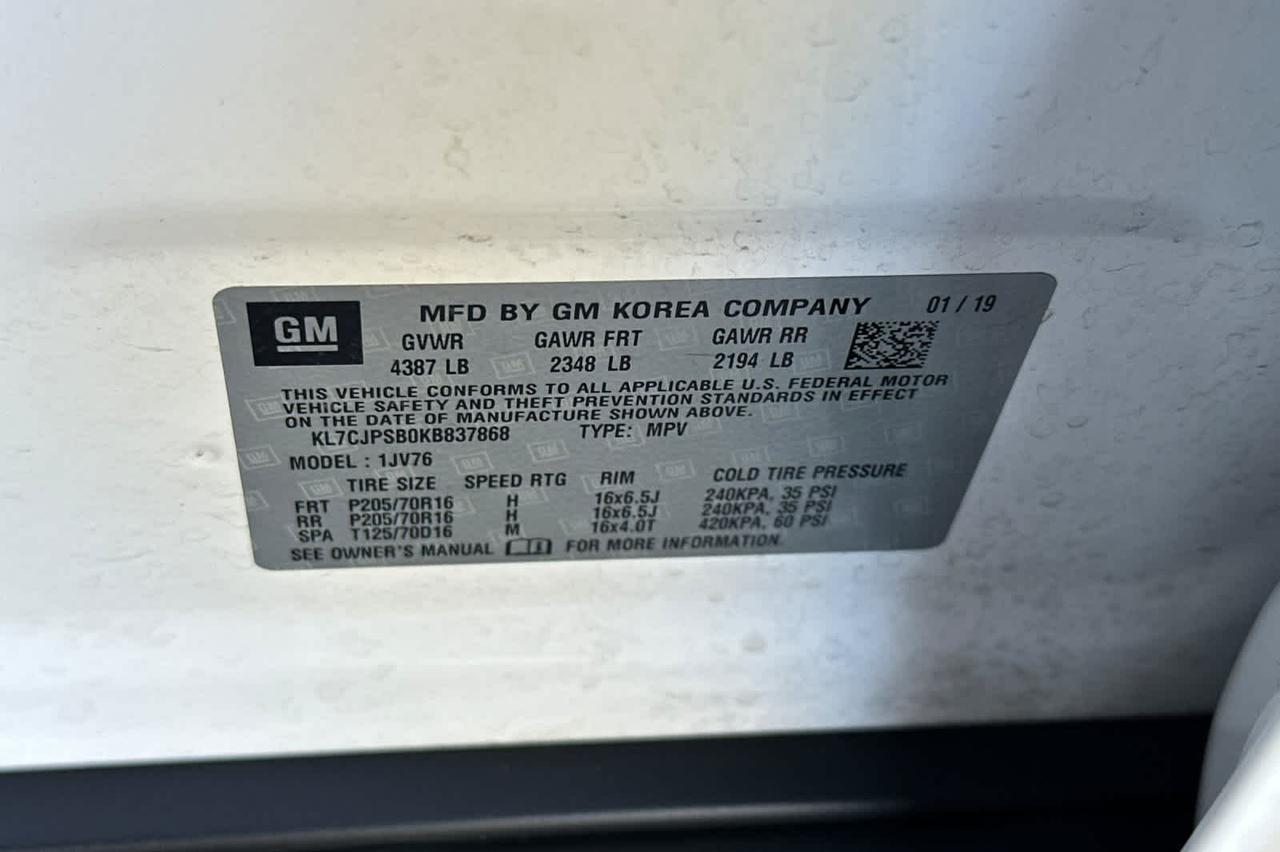 GM
MFD BY GM KOREA COMPANY 01 / 19
GVWR GAWR FRT GAWR RR
4387 LB 2348 LB 2194 LB
THIS VEHICLE CONFORMS TO ALL APPLICABLE U.S. FEDERAL MOTOR
VEHICLE SAFETY AND THEFT PREVENTION STANDARDS IN EFFECT
ON THE DATE OF MANUFACTURE SHOWN ABOVE.
KL7CJPSB0KB837868 TYPE: MPV
MODEL : 1JV76
TIRE SIZE SPEED RTG RIM COLD TIRE PRESSURE
FRT P205/70R16 H 16x6.5J 240KPA, 35 PSI
RR P205/70R16 H 16x6.5J 240KPA, 35 PSI
SPA T125/70D16 M 16x4.0T 420KPA, 60 PSI
SEE OWNER'S MANUAL FOR MORE INFORMATION.